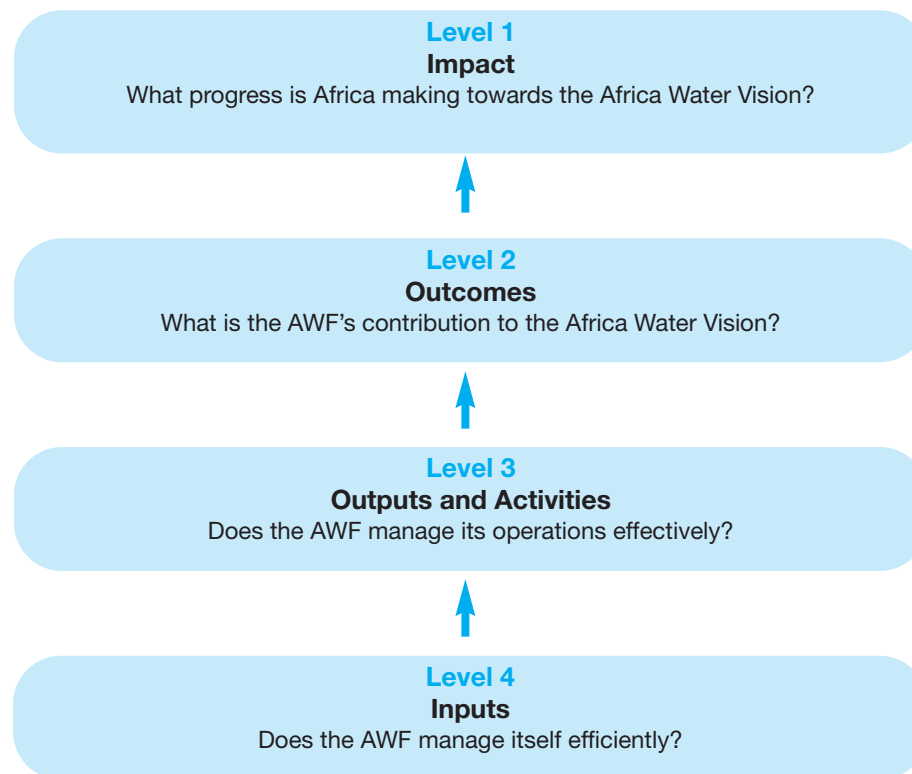 Level 1
Impact
What progress is Africa making towards the Africa Water Vision?
Level 2
Outcomes
What is the AWF’s contribution to the Africa Water Vision?
Level 3
Outputs and Activities
Does the AWF manage its operations effectively?
Level 4
Inputs
Does the AWF manage itself efficiently?